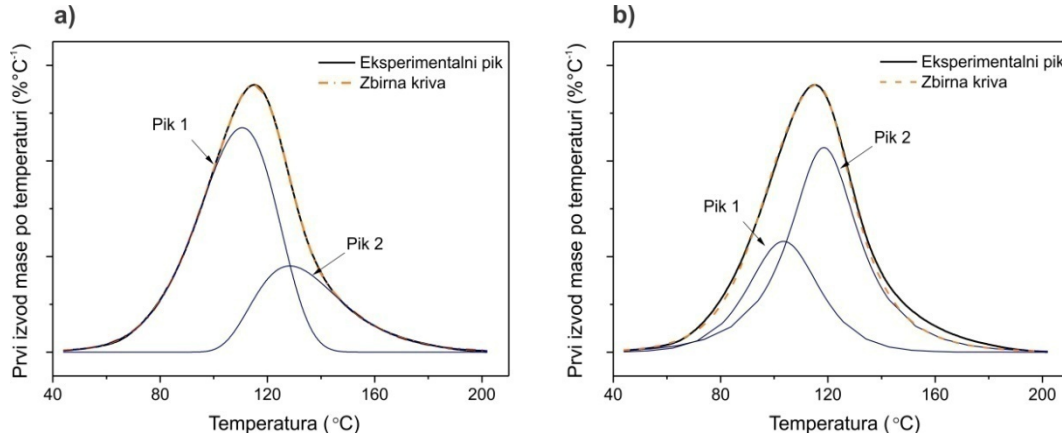 a)
Prvi izvod mase po temperaturi (%°C⁻¹)
Eksperimentalni pik
Zbirna kriva
Pik 1
Pik 2
40 80 120 160 200
Temperatura (°C)
b)
Prvi izvod mase po temperaturi (%°C⁻¹)
Eksperimentalni pik
Zbirna kriva
Pik 2
Pik 1
40 80 120 160 200
Temperatura (°C)